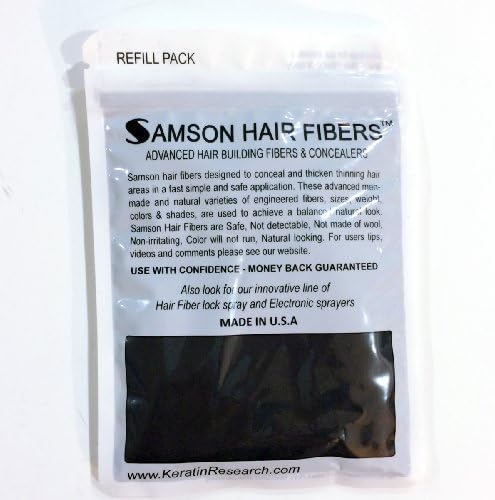 REFILL PACK
SAMSON HAIR FIBERS™
ADVANCED HAIR BUILDING FIBERS & CONCEALERS
Samson hair fibers designed to conceal and thicken thinning hair
areas in a fast simple and safe application. These advanced men-
made and natural varieties of engineered fibers, sizes, weight,
colors & shades, are used to achieve a balance natural look.
Samson Hair Fibers are Safe, Not detectable, Not made of wool,
Non-irritating, Color will not run, Natural looking. For users tips,
videos and comments please see our website.
USE WITH CONFIDENCE - MONEY BACK GUARANTEED
Also look for our innovative line of
Hair Fiber lock spray and Electronic sprayers
MADE IN U.S.A
www.KeratinResearch.com